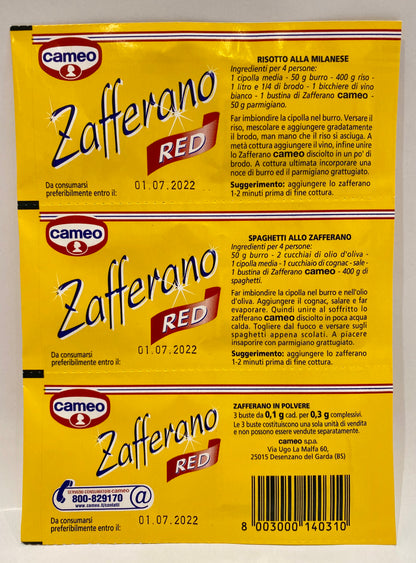 cameo
Zafferano
RED
Da consumarsi
preferibilmente entro il:
01.07.2022
RISOTTO ALLA MILANESE
Ingredienti per 4 persone:
1 cipolla media - 50 g burro - 400 g riso -
1 litro e 1/4 di brodo - 1 bicchiere di vino
bianco - 1 bustina di Zafferano cameo -
50 g parmigiano.
Far imbiondire la cipolla nel burro. Versare il
riso, mescolare e aggiungere gradatamente
il brodo, man mano che il riso si asciuga. A
metà cottura aggiungere il vino, infine unire
lo Zafferano cameo disciolto in un po' di
brodo. A cottura ultimata incorporare una
noce di burro ed il parmigiano grattugiato.
Suggerimento: aggiungere lo zafferano
1-2 minuti prima di fine cottura.
cameo
Zafferano
RED
Da consumarsi
preferibilmente entro il:
01.07.2022
SPAGHETTI ALLO ZAFFERANO
Ingredienti per 4 persone:
50 g burro - 2 cucchiai di olio d'oliva -
1 cipolla media - 1 cucchiaio di cognac - sale -
1 bustina di Zafferano cameo - 400 g di
spaghetti.
Far imbiondire la cipolla nel burro e nell'olio
d'oliva. Aggiungere il cognac, salare e far
evaporare. Quindi unire al soffritto lo
zafferano cameo disciolto in poca acqua
calda. Togliere dal fuoco e versare sugli
spaghetti appena scolati. A piacere
insaporire con parmigiano grattugiato.
Suggerimento: aggiungere lo zafferano
1-2 minuti prima di fine cottura.
cameo
Zafferano
RED
SERVIZIO CONSUMATORI cameo
800-829170
www.cameo.it/contatti
@
Da consumarsi
preferibilmente entro il:
01.07.2022
ZAFFERANO IN POLVERE
3 buste da 0,1 g cad. per 0,3 g complessivi.
Le 3 buste costituiscono una sola unità di vendita
e non possono essere vendute separatamente.
cameo s.p.a.
Via Ugo La Malfa 60,
25015 Desenzano del Garda (BS)
8 003000 140310